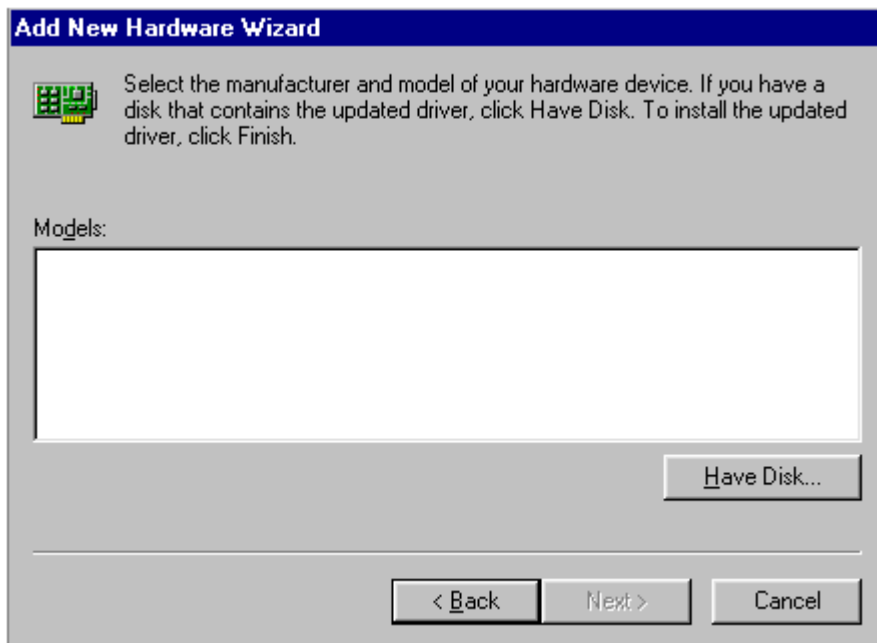 Add New Hardware Wizard
Select the manufacturer and model of your hardware device. If you have a
disk that contains the updated driver, click Have Disk. To install the updated
driver, click Finish.
Models:
Have Disk...
< Back
Next >
Cancel